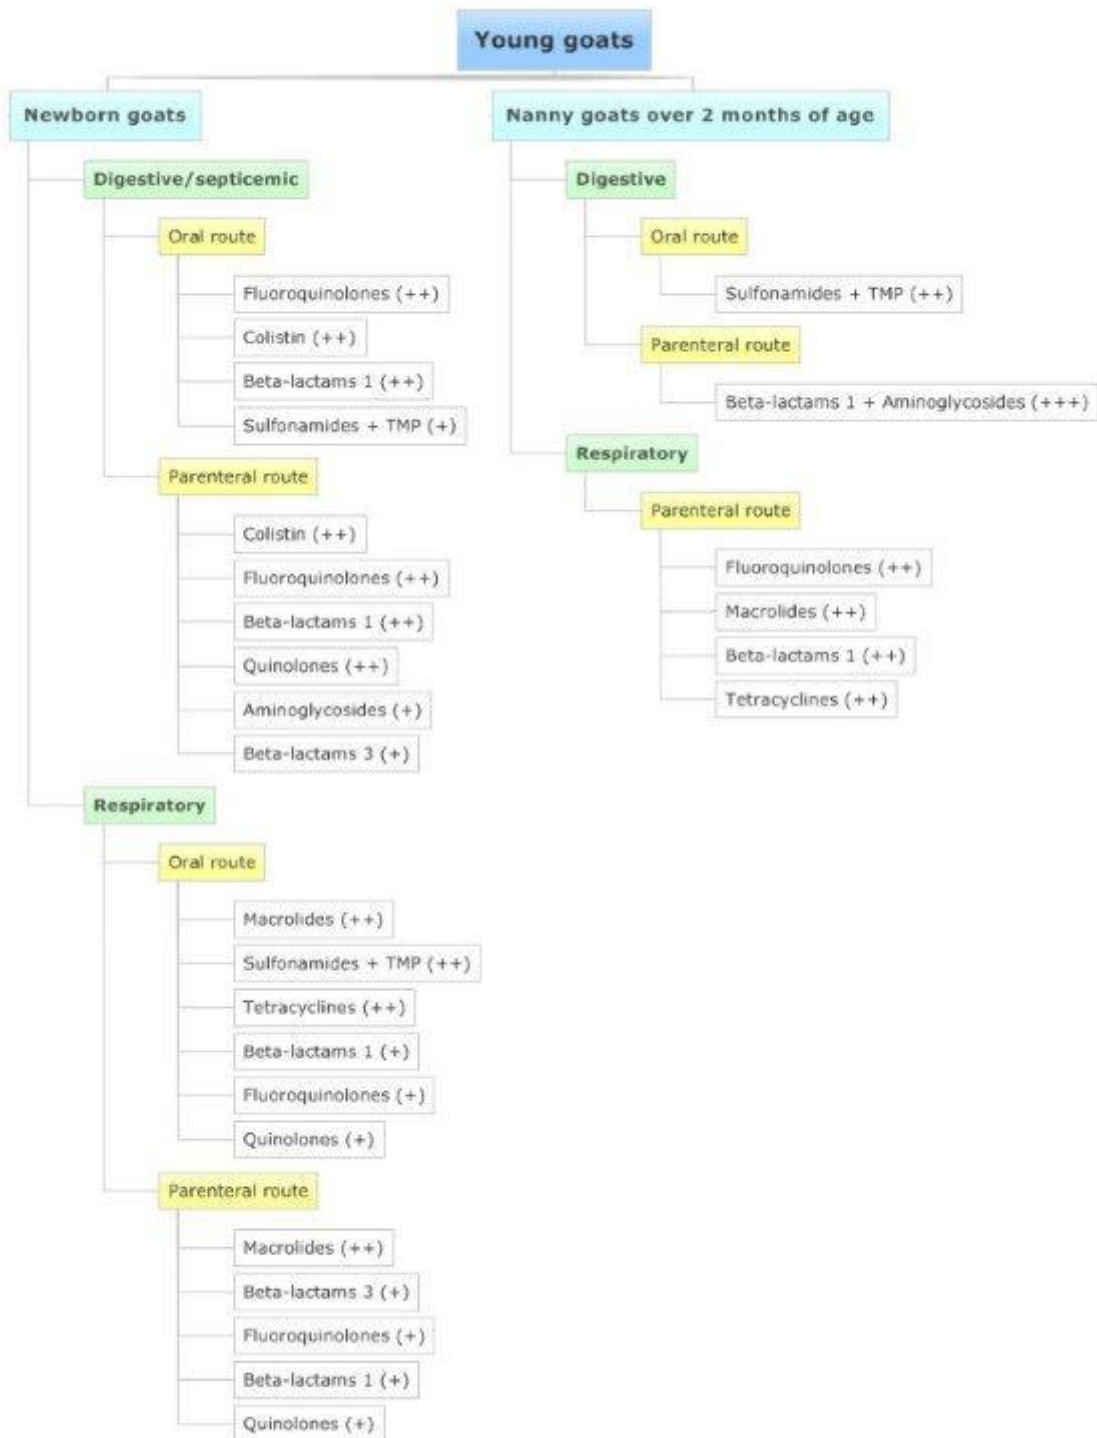 Young goats
Newborn goats
Digestive/septicemic
Oral route
Fluoroquinolones (++)
Colistin (++)
Beta-lactams 1 (++)
Sulfonamides + TMP (+)
Parenteral route
Colistin (++)
Fluoroquinolones (++)
Beta-lactams 1 (++)
Quinolones (++)
Aminoglycosides (+)
Beta-lactams 3 (+)
Respiratory
Oral route
Macrolides (++)
Sulfonamides + TMP (++)
Tetracyclines (++)
Beta-lactams 1 (+)
Fluoroquinolones (+)
Quinolones (+)
Parenteral route
Macrolides (++)
Beta-lactams 3 (+)
Fluoroquinolones (+)
Beta-lactams 1 (+)
Quinolones (+)
Nanny goats over 2 months of age
Digestive
Oral route
Sulfonamides + TMP (++)
Parenteral route
Beta-lactams 1 + Aminoglycosides (+++)
Respiratory
Parenteral route
Fluoroquinolones (++)
Macrolides (++)
Beta-lactams 1 (++)
Tetracyclines (++)